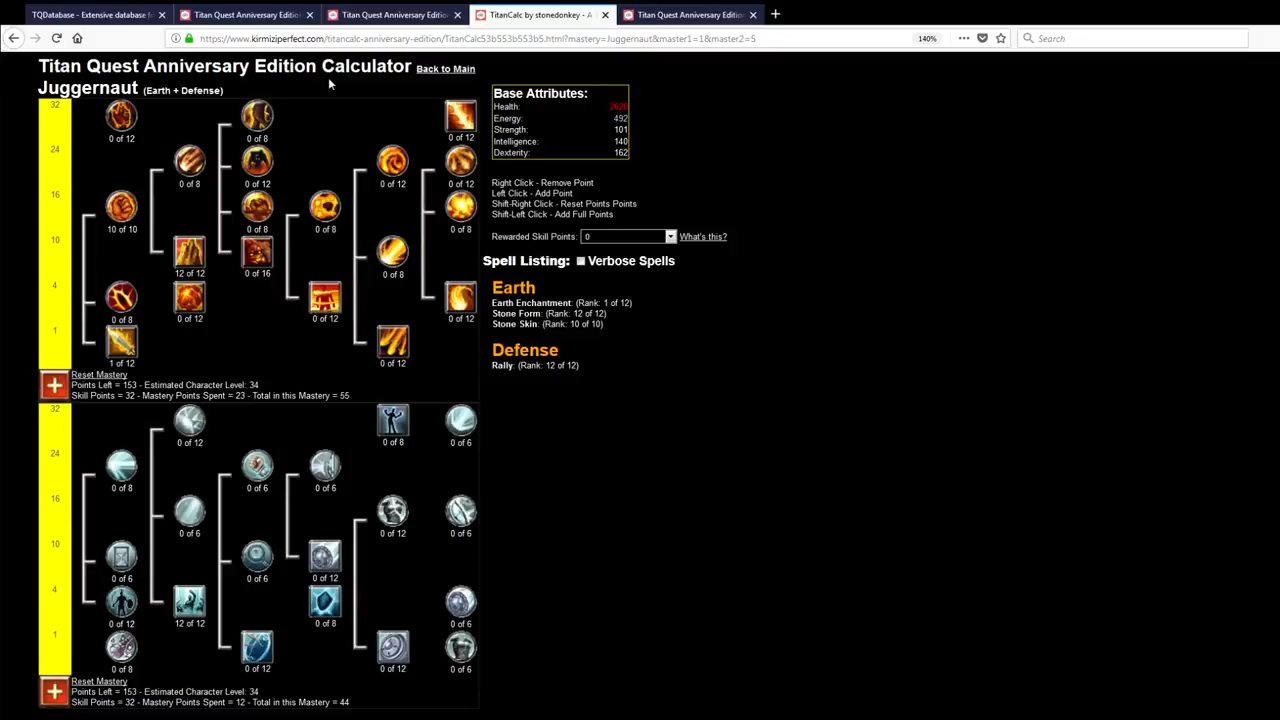 TQDatabase - Extensive database f
Titan Quest Anniversary Edition
Titan Quest Anniversary Edition
TitanCalc by stonedonkey - A
Titan Quest Anniversary Edition
https://www.kirmiziperfect.com/titancalc-anniversary-edition/TitanCalc53b553b553b5.html?mastery=Juggernaut&master1=1&master2=5
140%
Search
Titan Quest Anniversary Edition Calculator Back to Main
Juggernaut (Earth + Defense)
32
24
16
10
4
1
0 of 12
0 of 8
0 of 12
0 of 8
0 of 12
0 of 12
0 of 12
10 of 10
0 of 8
0 of 8
0 of 8
12 of 12
0 of 16
0 of 8
0 of 8
0 of 12
0 of 12
0 of 12
1 of 12
0 of 12
Reset Mastery
Points Left = 153 - Estimated Character Level: 34
Skill Points = 32 - Mastery Points Spent = 23 - Total in this Mastery = 55
32
24
16
10
4
1
0 of 12
0 of 8
0 of 6
0 of 8
0 of 6
0 of 6
0 of 6
0 of 12
0 of 6
0 of 6
0 of 6
0 of 12
0 of 12
12 of 12
0 of 8
0 of 6
0 of 8
0 of 12
0 of 12
0 of 6
Reset Mastery
Points Left = 153 - Estimated Character Level: 34
Skill Points = 32 - Mastery Points Spent = 12 - Total in this Mastery = 44
Base Attributes:
Health: 2620
Energy: 492
Strength: 101
Intelligence: 140
Dexterity: 162
Right Click - Remove Point
Left Click - Add Point
Shift-Right Click - Reset Points Points
Shift-Left Click - Add Full Points
Rewarded Skill Points: 0 What's this?
Spell Listing: Verbose Spells
Earth
Earth Enchantment: (Rank: 1 of 12)
Stone Form: (Rank: 12 of 12)
Stone Skin: (Rank: 10 of 10)
Defense
Rally: (Rank: 12 of 12)